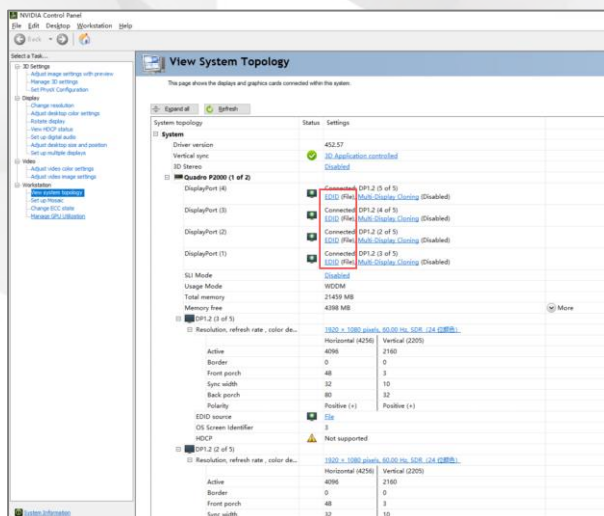 NVIDIA Control Panel
File Edit Desktop Workstation Help
Back
Select a Task...
3D Settings
Adjust image settings with preview
Manage 3D settings
Set PhysX Configuration
Display
Change resolution
Adjust desktop color settings
Rotate display
View HDCP status
Set up digital audio
Adjust desktop size and position
Set up multiple displays
Video
Adjust video color settings
Adjust video image settings
Workstation
View system topology
Set up Mosaic
Change ECC state
Manage GPU Utilization
System Information
View System Topology
This page shows the displays and graphics cards connected within this system.
Expand all Refresh
System topology Status Settings
System
Driver version 452.57
Vertical sync 3D Application controlled
3D Stereo Disabled
Quadro P2000 (1 of 2)
DisplayPort (4) Connected: DP1.2 (5 of 5)
EDID (File), Multi-Display Cloning (Disabled)
DisplayPort (3) Connected: DP1.2 (4 of 5)
EDID (File), Multi-Display Cloning (Disabled)
DisplayPort (2) Connected: DP1.2 (2 of 5)
EDID (File), Multi-Display Cloning (Disabled)
DisplayPort (1) Connected: DP1.2 (3 of 5)
EDID (File), Multi-Display Cloning (Disabled)
SLI Mode Disabled
Usage Mode WDDM
Total memory 21459 MB
Memory free 4398 MB More
DP1.2 (3 of 5)
Resolution, refresh rate , color de... 1920 × 1080 pixels, 60.00 Hz, SDR (24 位颜色)
Horizontal (4256) Vertical (2205)
Active 4096 2160
Border 0 0
Front porch 48 3
Sync width 32 10
Back porch 80 32
Polarity Positive (+) Positive (+)
EDID source File
OS Screen Identifier 3
HDCP Not supported
DP1.2 (2 of 5)
Resolution, refresh rate , color de... 1920 × 1080 pixels, 60.00 Hz, SDR (24 位颜色)
Horizontal (4256) Vertical (2205)
Active 4096 2160
Border 0 0
Front porch 48 3
Sync width 32 10